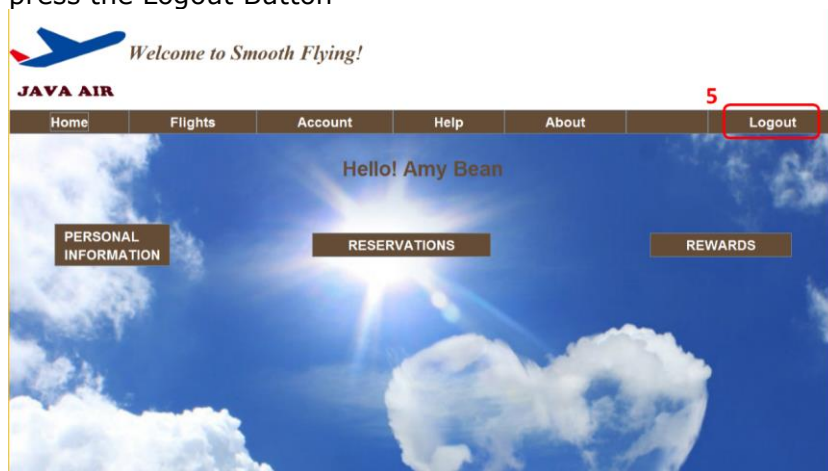 press the Logout Button
Welcome to Smooth Flying!
JAVA AIR
5
Home Flights Account Help About Logout
Hello! Amy Bean
PERSONAL
INFORMATION
RESERVATIONS
REWARDS